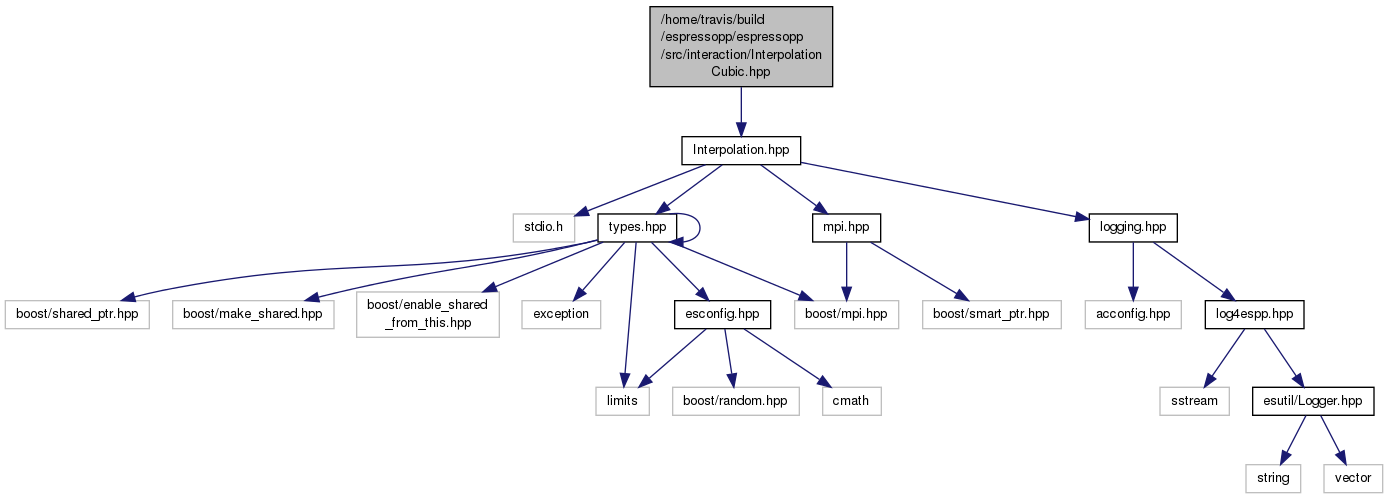 /home/travis/build
/espressopp/espressopp
/src/interaction/Interpolation
Cubic.hpp
Interpolation.hpp
stdio.h
types.hpp
mpi.hpp
logging.hpp
boost/shared_ptr.hpp
boost/make_shared.hpp
boost/enable_shared
_from_this.hpp
exception
esconfig.hpp
boost/mpi.hpp
boost/smart_ptr.hpp
acconfig.hpp
log4espp.hpp
limits
boost/random.hpp
cmath
sstream
esutil/Logger.hpp
string
vector